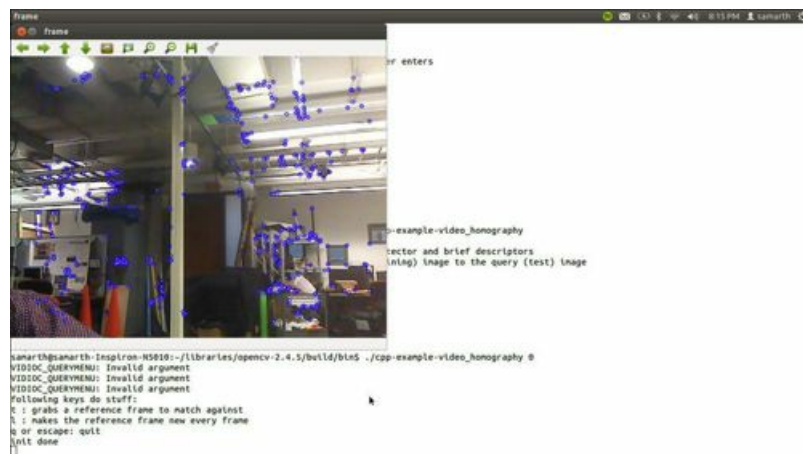 frame
8:15 PM samarth
frame
er enters
p-example-video_homography
tector and brief descriptors
ining) image to the query (test) image
samarth@samarth-Inspiron-N5010:~/libraries/opencv-2.4.5/build/bin$ ./cpp-example-video_homography 0
VIDIOC_QUERYMENU: Invalid argument
VIDIOC_QUERYMENU: Invalid argument
VIDIOC_QUERYMENU: Invalid argument
following keys do stuff:
t : grabs a reference frame to match against
l : makes the reference frame new every frame
q or escape: quit
init done